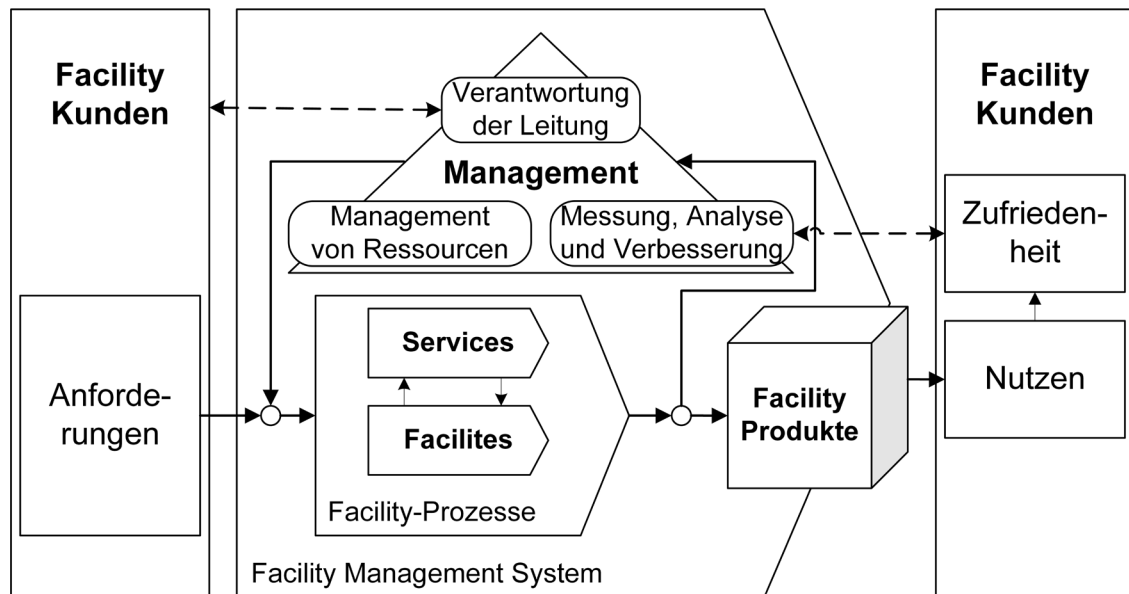 Facility
Kunden
Anforde-
rungen
Verantwortung
der Leitung
Management
Management
von Ressourcen
Messung, Analyse
und Verbesserung
Services
Facilites
Facility-Prozesse
Facility Management System
Facility
Produkte
Facility
Kunden
Zufrieden-
heit
Nutzen